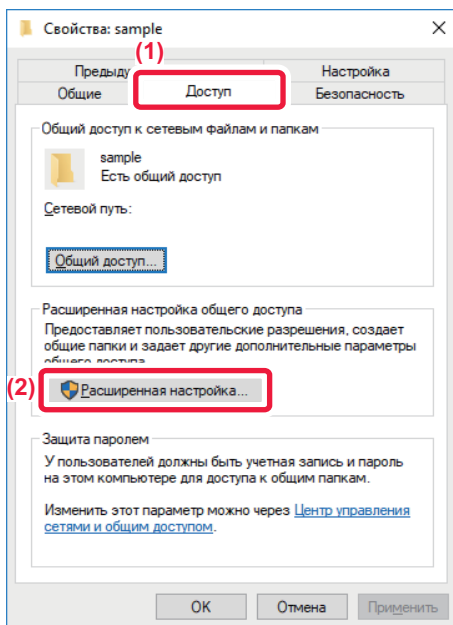 Свойства: sample
(1)
Предыду
Настройка
Общие
Доступ
Безопасность
Общий доступ к сетевым файлам и папкам
sample
Есть общий доступ
Сетевой путь:
Общий доступ...
Расширенная настройка общего доступа
Предоставляет пользовательские разрешения, создает
общие папки и задает другие дополнительные параметры
общего доступа.
(2)
Расширенная настройка...
Защита паролем
У пользователей должны быть учетная запись и пароль
на этом компьютере для доступа к общим папкам.
Изменить этот параметр можно через Центр управления
сетями и общим доступом.
OK
Отмена
Применить